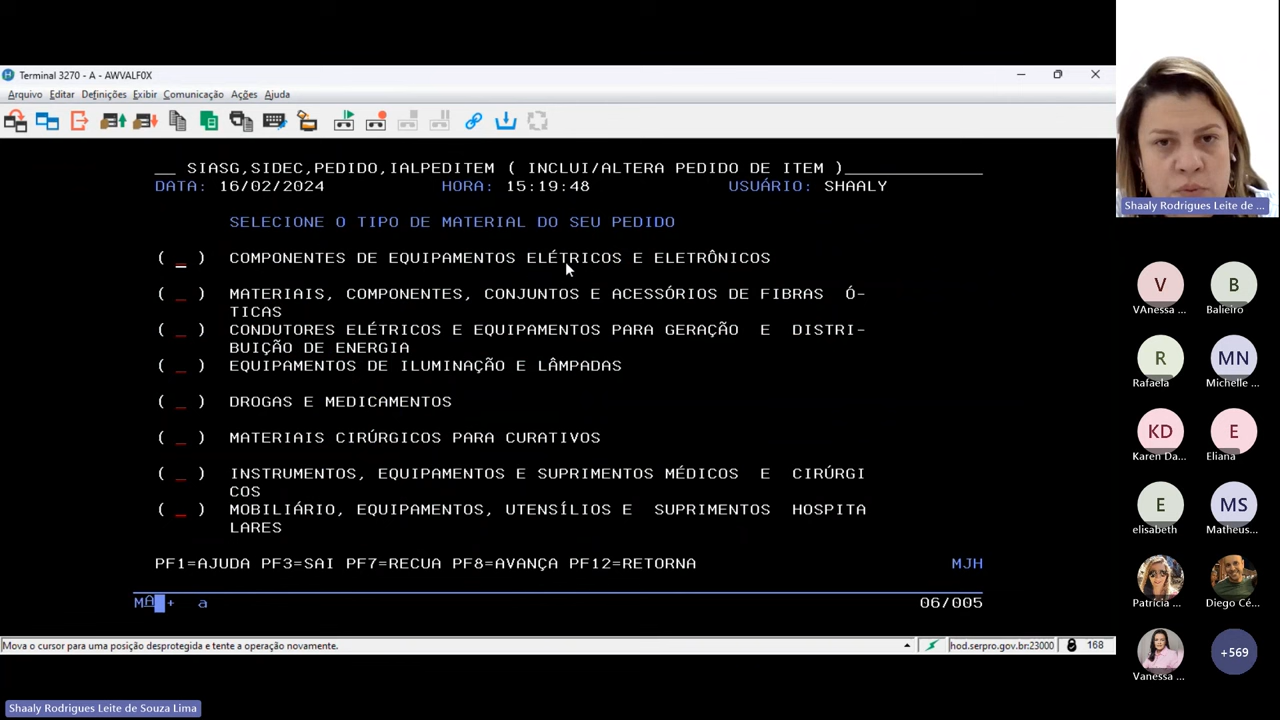 Terminal 3270 - A - AWVALF0X
Arquivo Editar Definições Exibir Comunicação Ações Ajuda
__ SIASG,SIDEC,PEDIDO,IALPEDITEM ( INCLUI/ALTERA PEDIDO DE ITEM )_____________
DATA: 16/02/2024 HORA: 15:19:48 USUÁRIO: SHAALY
SELECIONE O TIPO DE MATERIAL DO SEU PEDIDO
( _ ) COMPONENTES DE EQUIPAMENTOS ELÉTRICOS E ELETRÔNICOS
( _ ) MATERIAIS, COMPONENTES, CONJUNTOS E ACESSÓRIOS DE FIBRAS Ó-
TICAS
( _ ) CONDUTORES ELÉTRICOS E EQUIPAMENTOS PARA GERAÇÃO E DISTRI-
BUIÇÃO DE ENERGIA
( _ ) EQUIPAMENTOS DE ILUMINAÇÃO E LÂMPADAS
( _ ) DROGAS E MEDICAMENTOS
( _ ) MATERIAIS CIRÚRGICOS PARA CURATIVOS
( _ ) INSTRUMENTOS, EQUIPAMENTOS E SUPRIMENTOS MÉDICOS E CIRÚRGI
COS
( _ ) MOBILIÁRIO, EQUIPAMENTOS, UTENSÍLIOS E SUPRIMENTOS HOSPITA
LARES
PF1=AJUDA PF3=SAI PF7=RECUA PF8=AVANÇA PF12=RETORNA MJH
MA + a 06/005
Mova o cursor para uma posição desprotegida e tente a operação novamente. hod.serpro.gov.br:23000 168
Shaaly Rodrigues Leite de Souza Lima
Shaaly Rodrigues Leite de ...
V B
VAnessa ... Balieiro
R MN
Rafaela Michelle ...
KD E
Karen Da... Eliana
E MS
elisabeth Matheus...
Patrícia ... Diego Cé...
+569
Vanessa ...